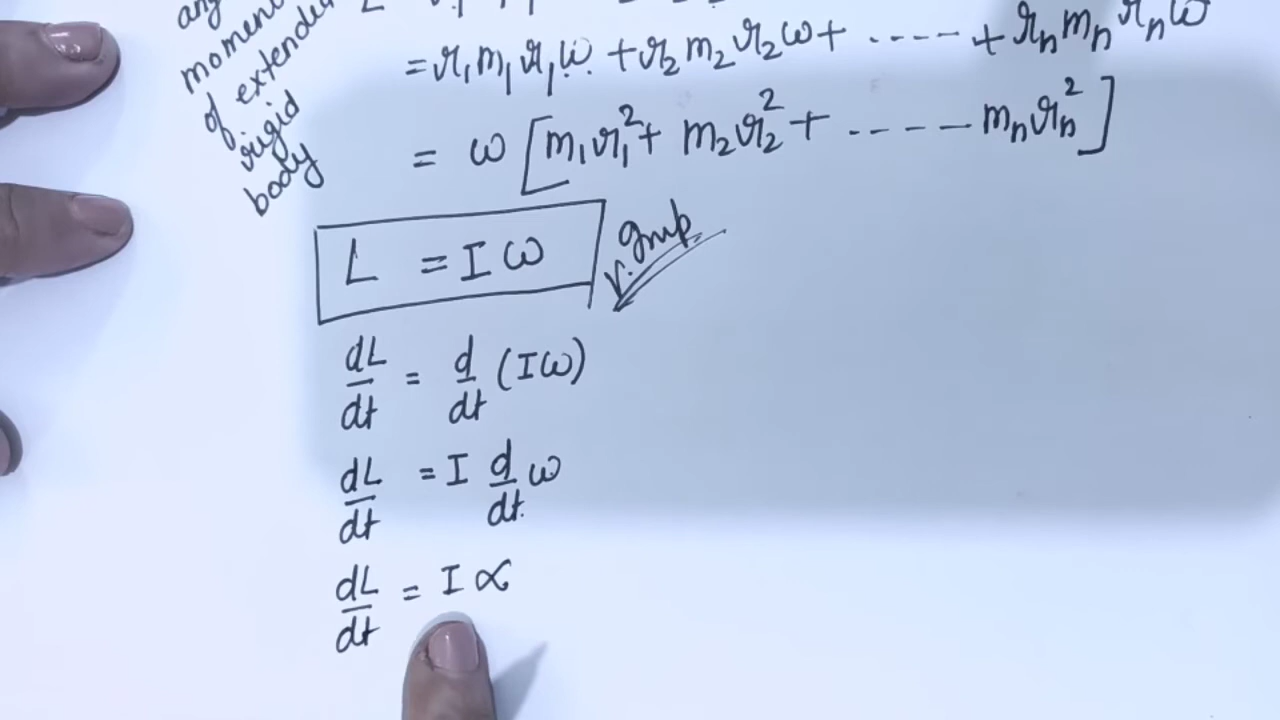 ang
momen
of extende
rigid
body
= r₁m₁r₁ω + r₂m₂r₂ω + ..... + rₙmₙrₙω
= ω [m₁r₁² + m₂r₂² + ..... mₙrₙ²]
L = Iω
v. Imp
dL/dt = d/dt (Iω)
dL/dt = I d/dt ω
dL/dt = I α